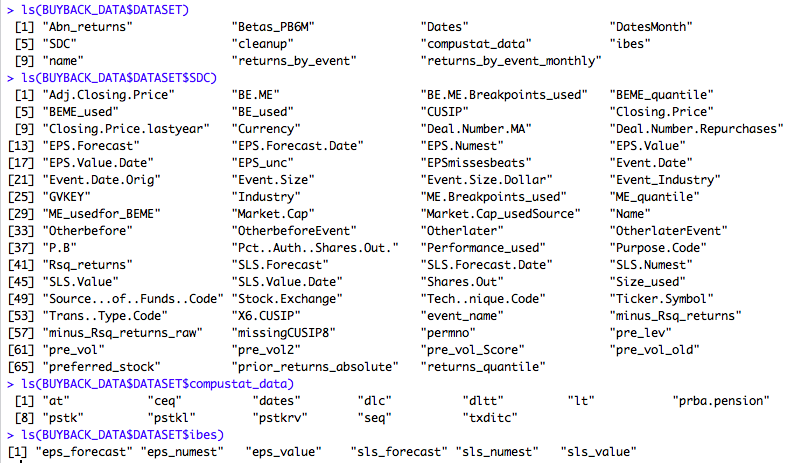 > ls(BUYBACK_DATA$DATASET)
 [1] "Abn_returns"             "Betas_PB6M"              "Dates"                   "DatesMonth"
 [5] "SDC"                     "cleanup"                 "compustat_data"          "ibes"
 [9] "name"                    "returns_by_event"        "returns_by_event_monthly"
> ls(BUYBACK_DATA$DATASET$SDC)
 [1] "Adj.Closing.Price"       "BE.ME"                   "BE.ME.Breakpoints_used"  "BEME_quantile"
 [5] "BEME_used"               "BE_used"                 "CUSIP"                   "Closing.Price"
 [9] "Closing.Price.lastyear"  "Currency"                "Deal.Number.MA"          "Deal.Number.Repurchases"
[13] "EPS.Forecast"            "EPS.Forecast.Date"       "EPS.Numest"              "EPS.Value"
[17] "EPS.Value.Date"          "EPS_unc"                 "EPSmissesbeats"          "Event.Date"
[21] "Event.Date.Orig"         "Event.Size"              "Event.Size.Dollar"       "Event_Industry"
[25] "GVKEY"                   "Industry"                "ME.Breakpoints_used"     "ME_quantile"
[29] "ME_usedfor_BEME"         "Market.Cap"              "Market.Cap_usedSource"   "Name"
[33] "Otherbefore"             "OtherbeforeEvent"        "Otherlater"              "OtherlaterEvent"
[37] "P.B"                     "Pct..Auth..Shares.Out."  "Performance_used"        "Purpose.Code"
[41] "Rsq_returns"             "SLS.Forecast"            "SLS.Forecast.Date"       "SLS.Numest"
[45] "SLS.Value"               "SLS.Value.Date"          "Shares.Out"              "Size_used"
[49] "Source...of..Funds..Code" "Stock.Exchange"          "Tech..nique.Code"        "Ticker.Symbol"
[53] "Trans..Type.Code"        "X6.CUSIP"                "event_name"              "minus_Rsq_returns"
[57] "minus_Rsq_returns_raw"   "missingCUSIP8"           "permno"                  "pre_lev"
[61] "pre_vol"                 "pre_vol2"                "pre_vol_Score"           "pre_vol_old"
[65] "preferred_stock"         "prior_returns_absolute"  "returns_quantile"
> ls(BUYBACK_DATA$DATASET$compustat_data)
 [1] "at"           "ceq"          "dates"        "dlc"          "dltt"         "lt"           "prba.pension"
 [8] "pstk"         "pstkl"        "pstkrv"       "seq"          "txditc"
> ls(BUYBACK_DATA$DATASET$ibes)
[1] "eps_forecast" "eps_numest"   "eps_value"    "sls_forecast" "sls_numest"   "sls_value"